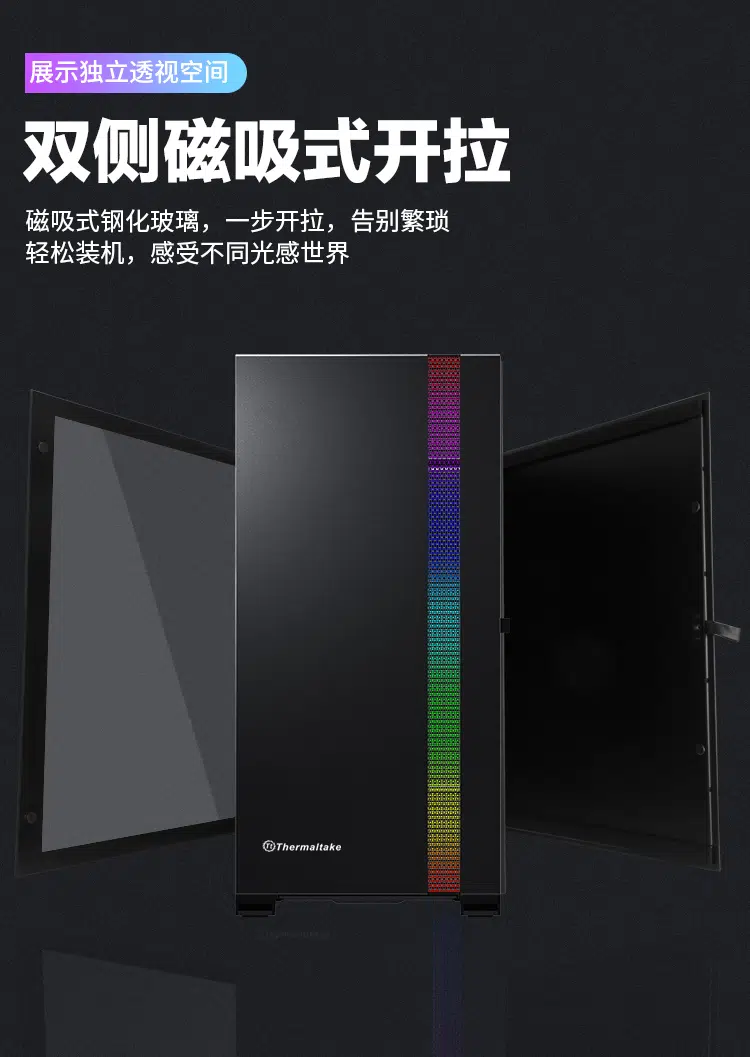 展示独立透视空间
双侧磁吸式开拉
磁吸式钢化玻璃，一步开拉，告别繁琐
轻松装机，感受不同光感世界
Thermaltake